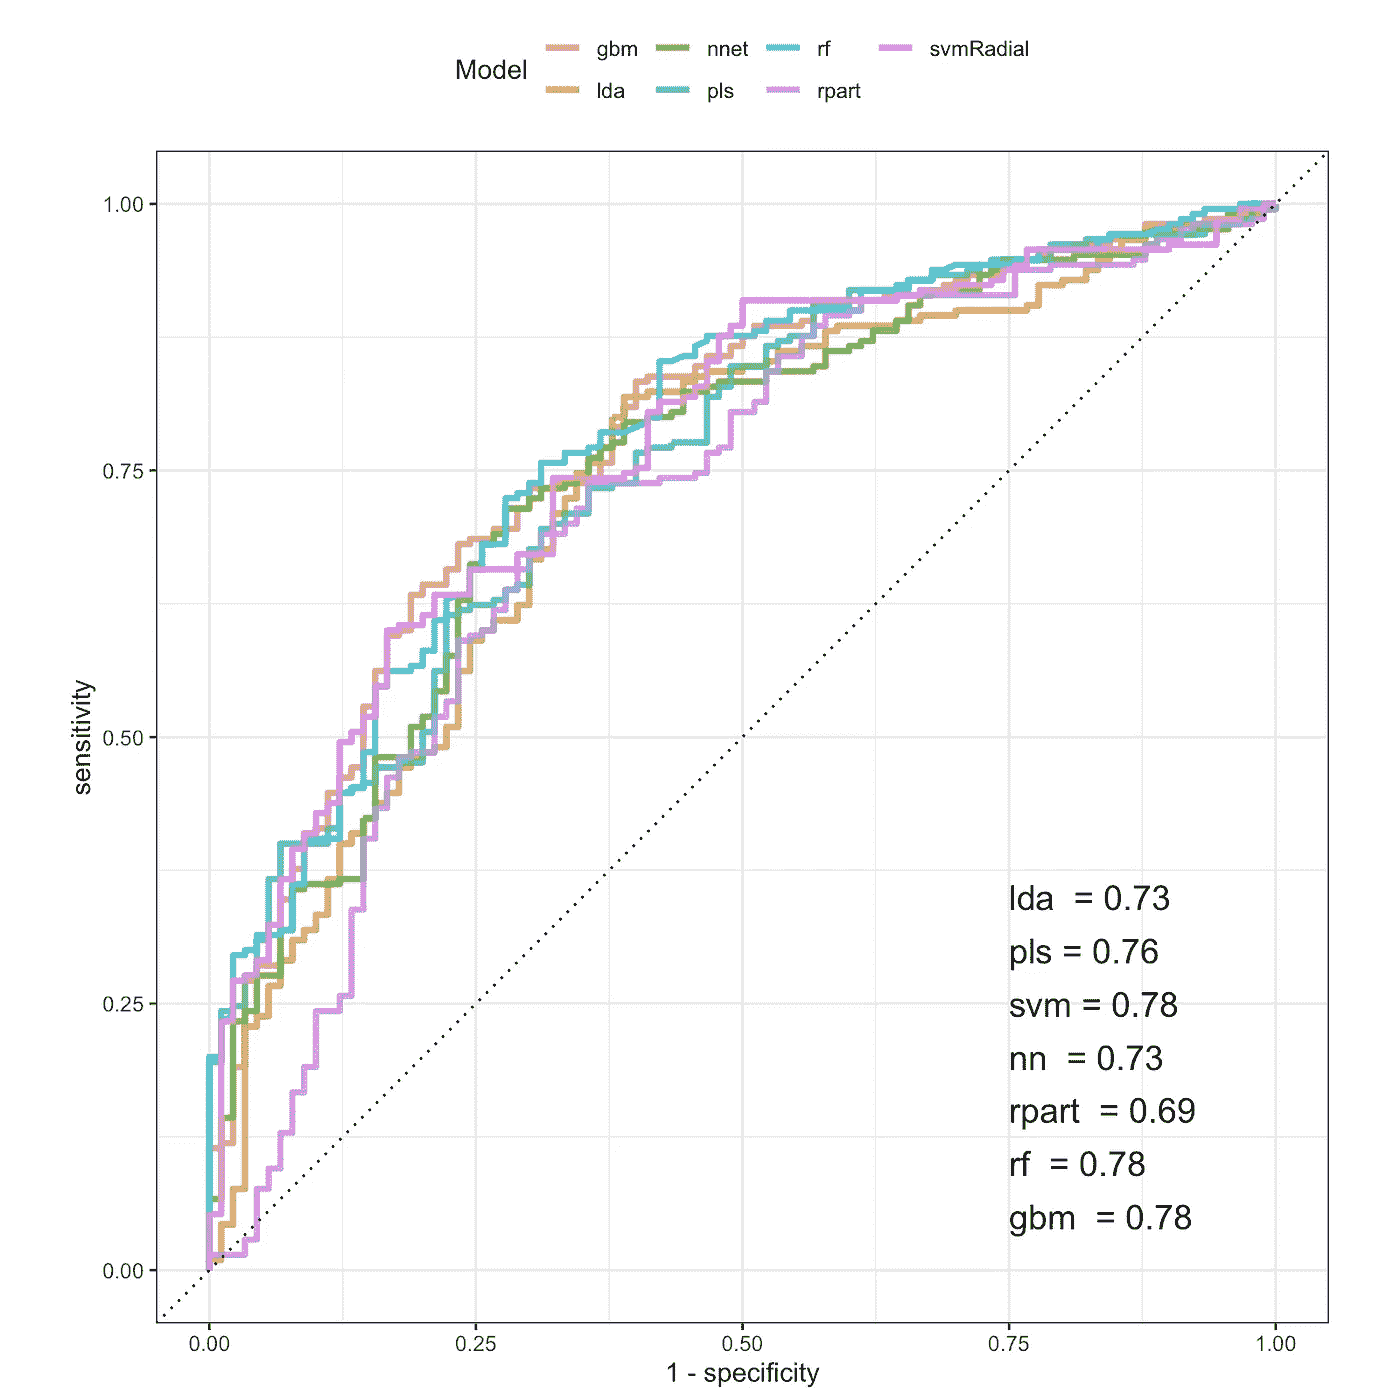 Model
gbm nnet rf svmRadial
lda pls rpart
1.00
0.75
0.50
0.25
0.00
sensitivity
lda = 0.73
pls = 0.76
svm = 0.78
nn = 0.73
rpart = 0.69
rf = 0.78
gbm = 0.78
0.00 0.25 0.50 0.75 1.00
1 - specificity